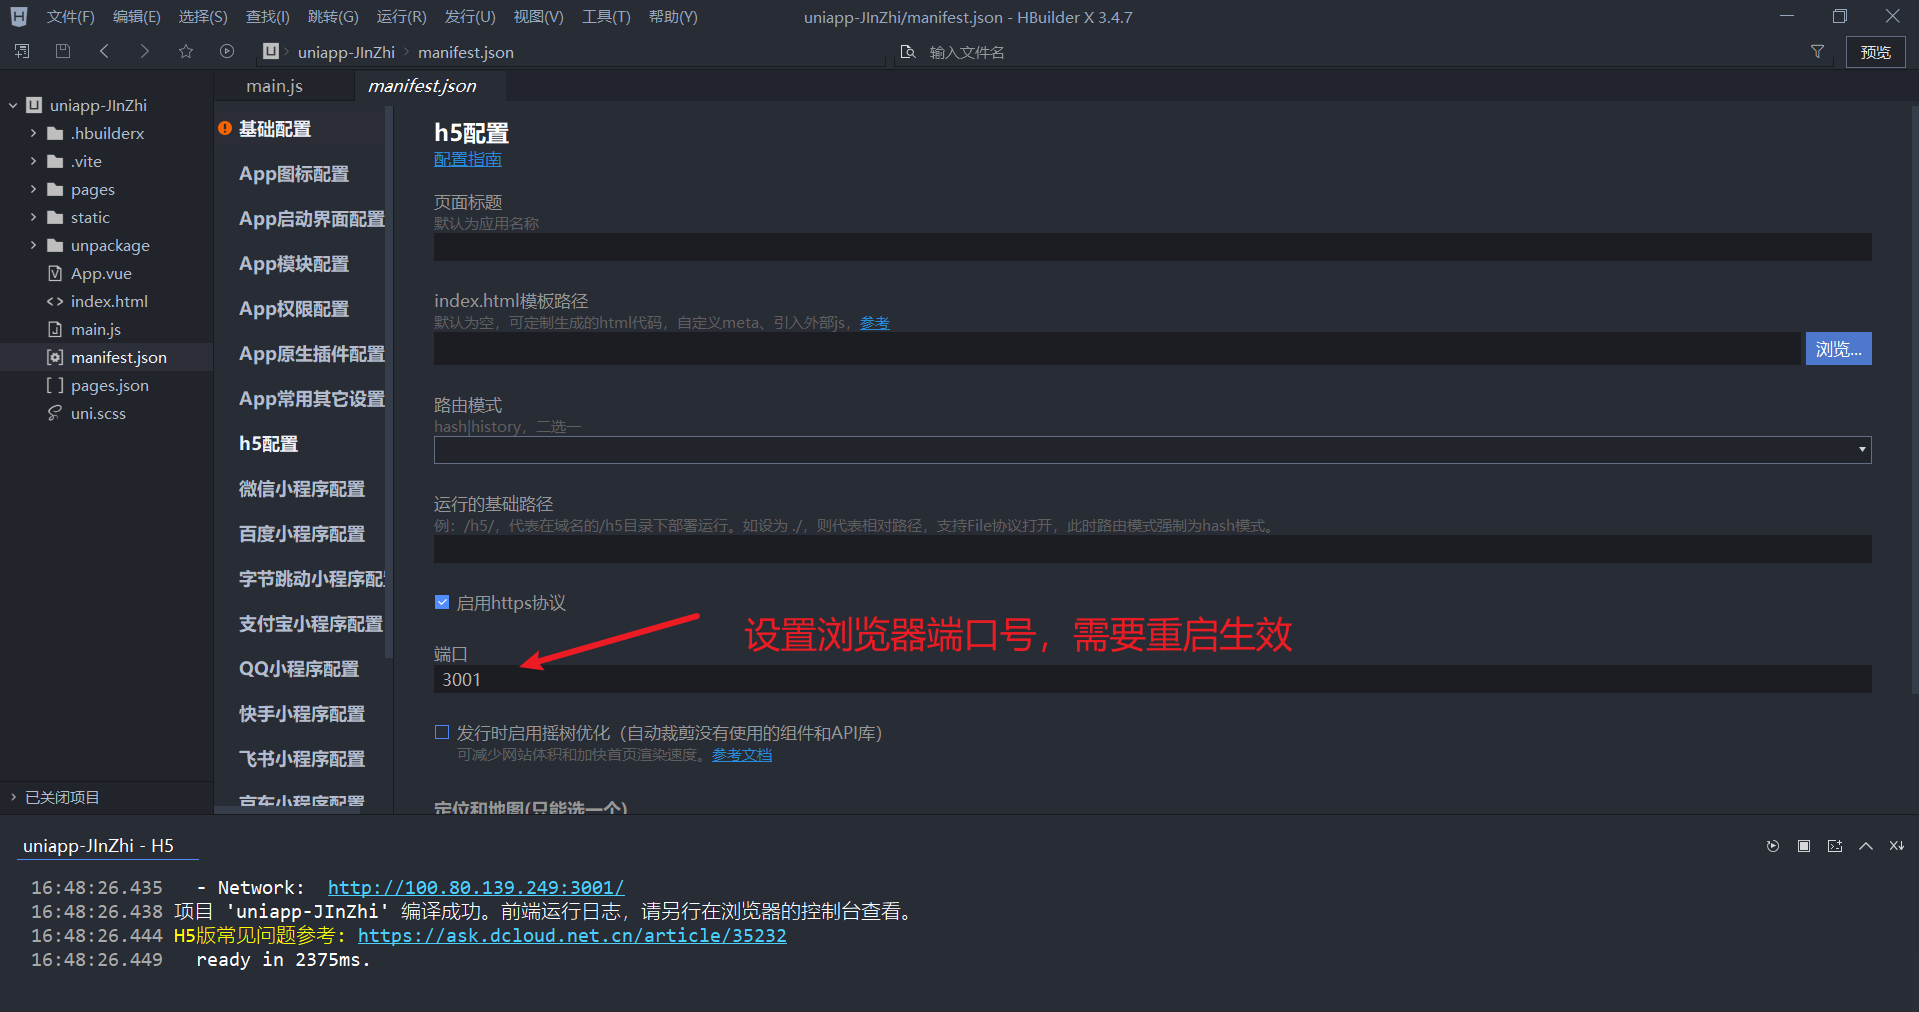 文件(F) 编辑(E) 选择(S) 查找(I) 跳转(G) 运行(R) 发行(U) 视图(V) 工具(T) 帮助(Y)
uniapp-JInZhi/manifest.json - HBuilder X 3.4.7
uniapp-JInZhi
manifest.json
输入文件名
预览
main.js
manifest.json
uniapp-JInZhi
.hbuilderx
.vite
pages
static
unpackage
App.vue
index.html
main.js
manifest.json
pages.json
uni.scss
已关闭项目
基础配置
App图标配置
App启动界面配置
App模块配置
App权限配置
App原生插件配置
App常用其它设置
h5配置
微信小程序配置
百度小程序配置
字节跳动小程序配
支付宝小程序配置
QQ小程序配置
快手小程序配置
飞书小程序配置
京东小程序配置
h5配置
配置指南
页面标题
默认为应用名称
index.html模板路径
默认为空，可定制生成的html代码，自定义meta、引入外部js，参考
浏览...
路由模式
hash|history，二选一
运行的基础路径
例：/h5/，代表在域名的/h5目录下部署运行。如设为 ./，则代表相对路径，支持File协议打开，此时路由模式强制为hash模式。
启用https协议
设置浏览器端口号，需要重启生效
端口
3001
发行时启用摇树优化（自动裁剪没有使用的组件和API库）
可减少网站体积和加快首页渲染速度。参考文档
定位和地图(只能选一个)
uniapp-JInZhi - H5
16:48:26.435 - Network: http://100.80.139.249:3001/
16:48:26.438 项目 'uniapp-JInZhi' 编译成功。前端运行日志，请另行在浏览器的控制台查看。
16:48:26.444 H5版常见问题参考: https://ask.dcloud.net.cn/article/35232
16:48:26.449 ready in 2375ms.